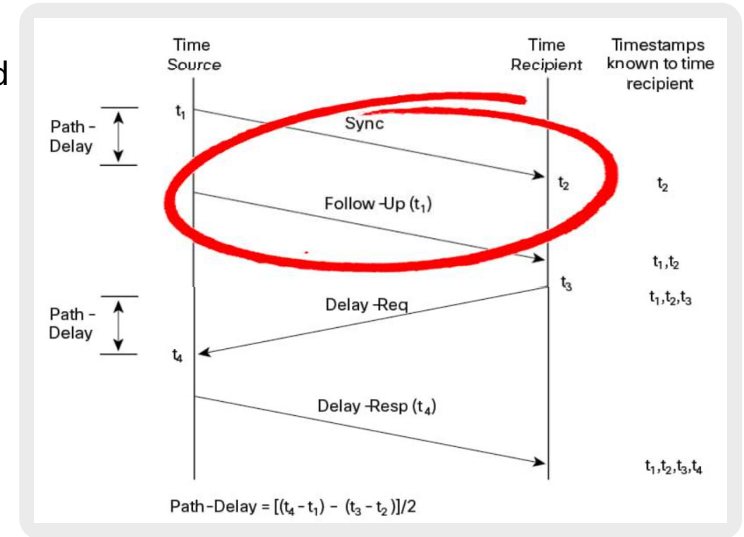 d
Time
Source
Time
Recipient
Timestamps
known to time
recipient
t₁
Path -
Delay
Sync
t₂
t₂
Follow -Up (t₁)
t₁,t₂
t₃
t₁,t₂,t₃
Path -
Delay
Delay -Req
t₄
Delay -Resp (t₄)
t₁,t₂,t₃,t₄
Path-Delay = [(t₄ - t₁) - (t₃ - t₂)]/2